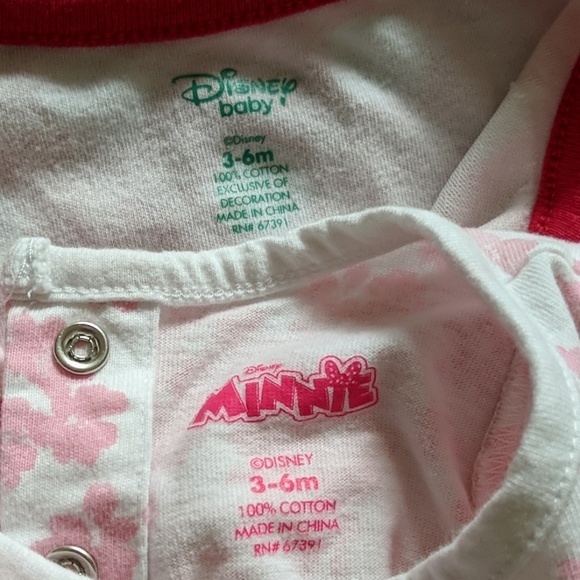 Disney
baby
©Disney
3-6m
100% COTTON
EXCLUSIVE OF
DECORATION
MADE IN CHINA
RN# 67391
Disney
MINNIE
©DISNEY
3-6m
100% COTTON
MADE IN CHINA
RN# 67391